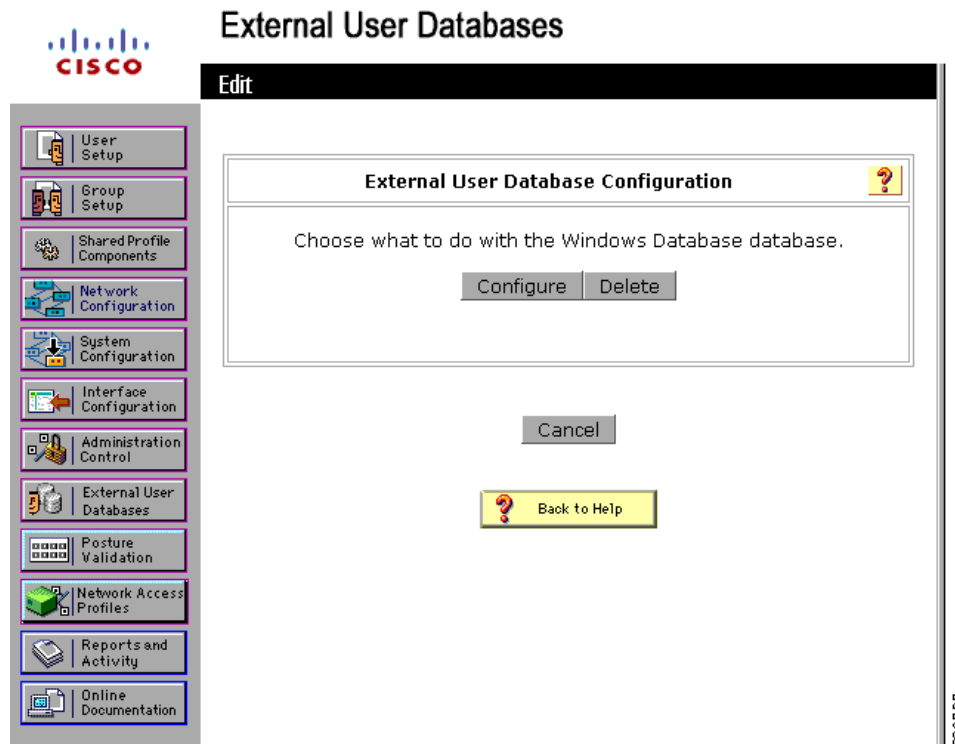 CISCO
External User Databases
Edit
User
Setup
Group
Setup
Shared Profile
Components
Network
Configuration
System
Configuration
Interface
Configuration
Administration
Control
External User
Databases
Posture
Validation
Network Access
Profiles
Reports and
Activity
Online
Documentation
External User Database Configuration
?
Choose what to do with the Windows Database database.
Configure
Delete
Cancel
? Back to Help